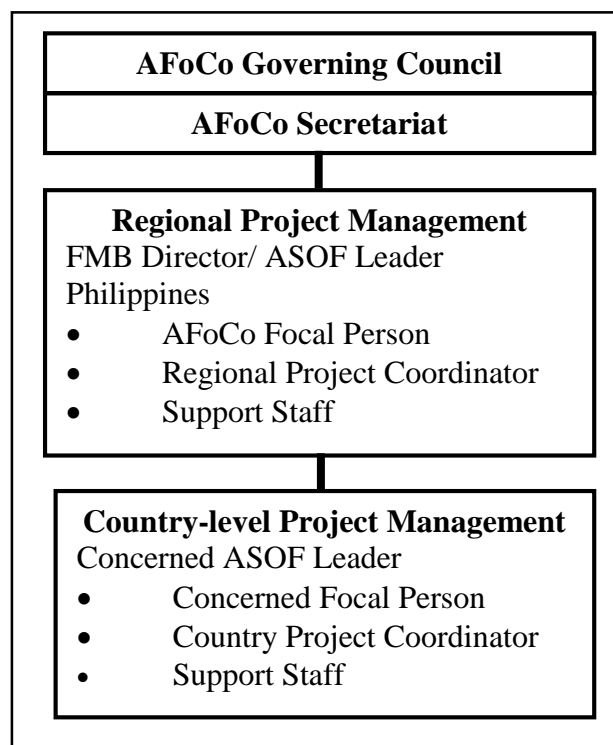 AFoCo Governing Council
AFoCo Secretariat
Regional Project Management
FMB Director/ ASOF Leader
Philippines
• AFoCo Focal Person
• Regional Project Coordinator
• Support Staff
Country-level Project Management
Concerned ASOF Leader
• Concerned Focal Person
• Country Project Coordinator
• Support Staff